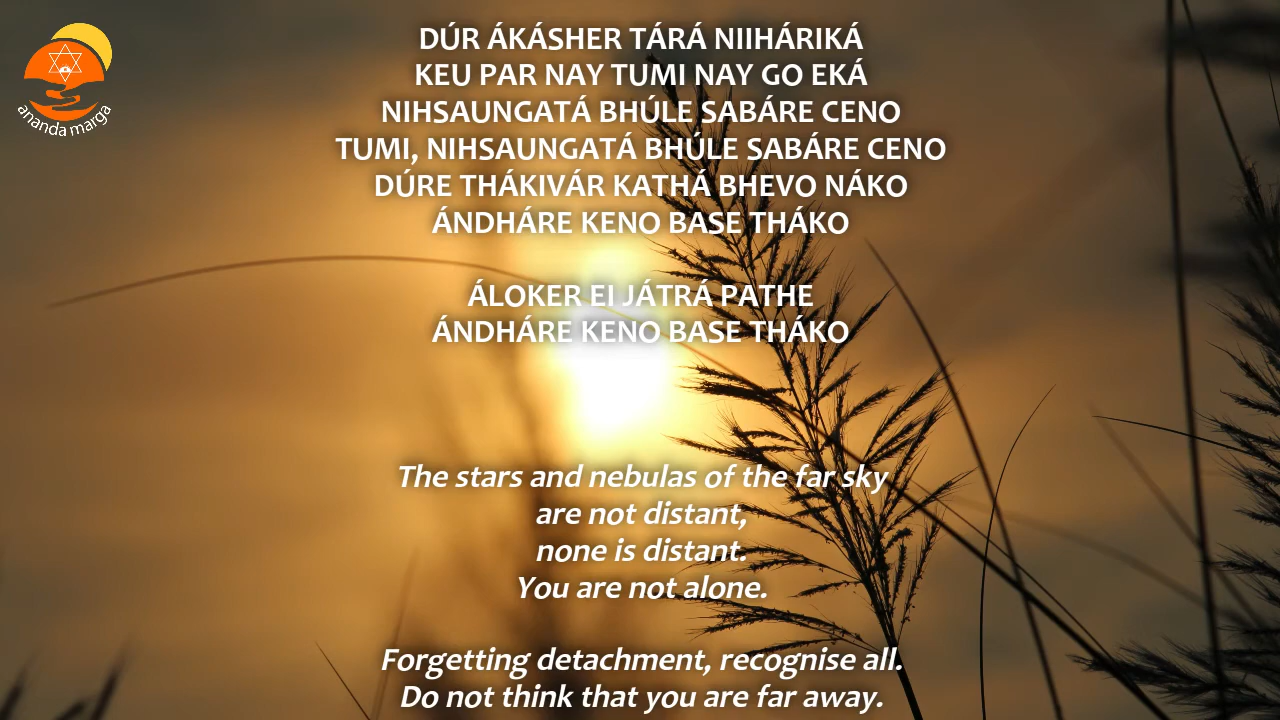 ananda marga
DÚR ÁKÁSHER TÁRÁ NIIHÁRIKÁ
KEU PAR NAY TUMI NAY GO EKÁ
NIHSAUNGATÁ BHÚLE SABÁRE CENO
TUMI, NIHSAUNGATÁ BHÚLE SABÁRE CENO
DÚRE THÁKIVÁR KATHÁ BHEVO NÁKO
ÁNDHÁRE KENO BASE THÁKO
ÁLOKER EI JÁTRÁ PATHE
ÁNDHÁRE KENO BASE THÁKO
The stars and nebulas of the far sky
are not distant,
none is distant.
You are not alone.
Forgetting detachment, recognise all.
Do not think that you are far away.